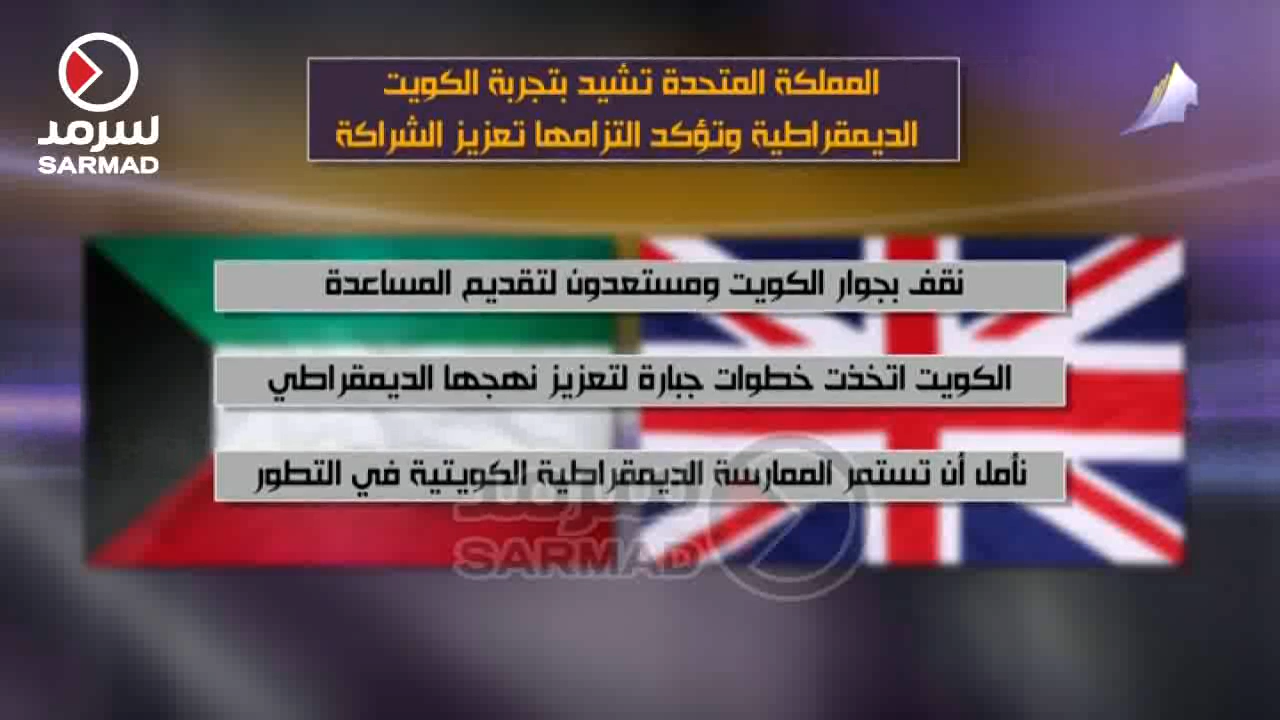 سرمد
SARMAD
المملكة المتحدة تشيد بتجربة الكويت
الديمقراطية وتؤكد التزامها تعزيز الشراكة
نقف بجوار الكويت ومستعدون لتقديم المساعدة
الكويت اتخذت خطوات جبارة لتعزيز نهجها الديمقراطي
نأمل أن تستمر الممارسة الديمقراطية الكويتية في التطور
سرمد
SARMAD